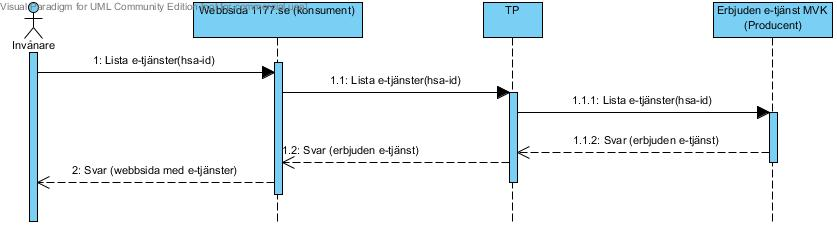 Visual Paradigm for UML Community Edition
Webbsida 1177.se (konsument)
TP
Erbjuden e-tjänst MVK
(Producent)
Invånare
1: Lista e-tjänster(hsa-id)
1.1: Lista e-tjänster(hsa-id)
1.1.1: Lista e-tjänster(hsa-id)
1.1.2: Svar (erbjuden e-tjänst)
1.2: Svar (erbjuden e-tjänst)
2: Svar (webbsida med e-tjänster)